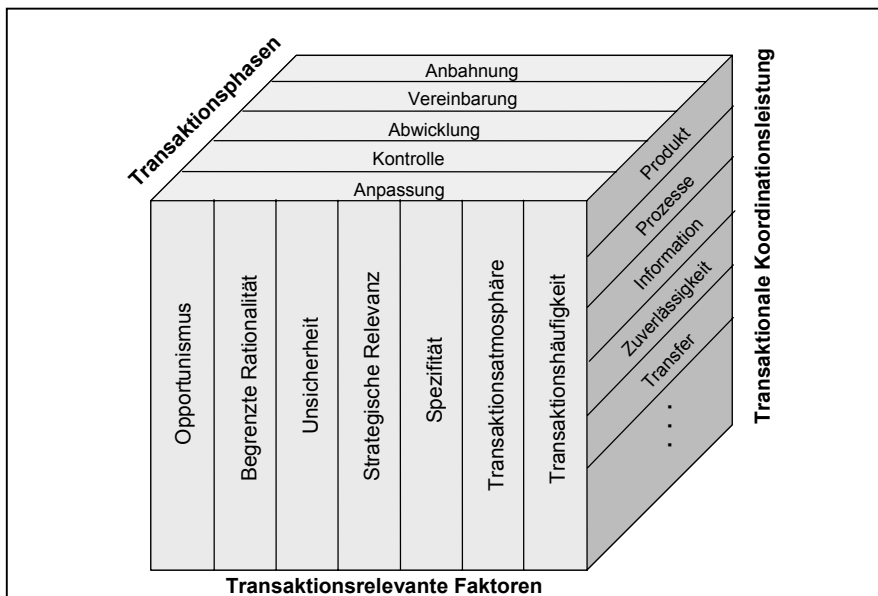 Transaktionsphasen
Anbahnung
Vereinbarung
Abwicklung
Kontrolle
Anpassung
Opportunismus
Begrenzte Rationalität
Unsicherheit
Strategische Relevanz
Spezifität
Transaktionsatmosphäre
Transaktionshäufigkeit
Produkt
Prozesse
Information
Zuverlässigkeit
Transfer
. . .
Transaktionale Koordinationsleistung
Transaktionsrelevante Faktoren